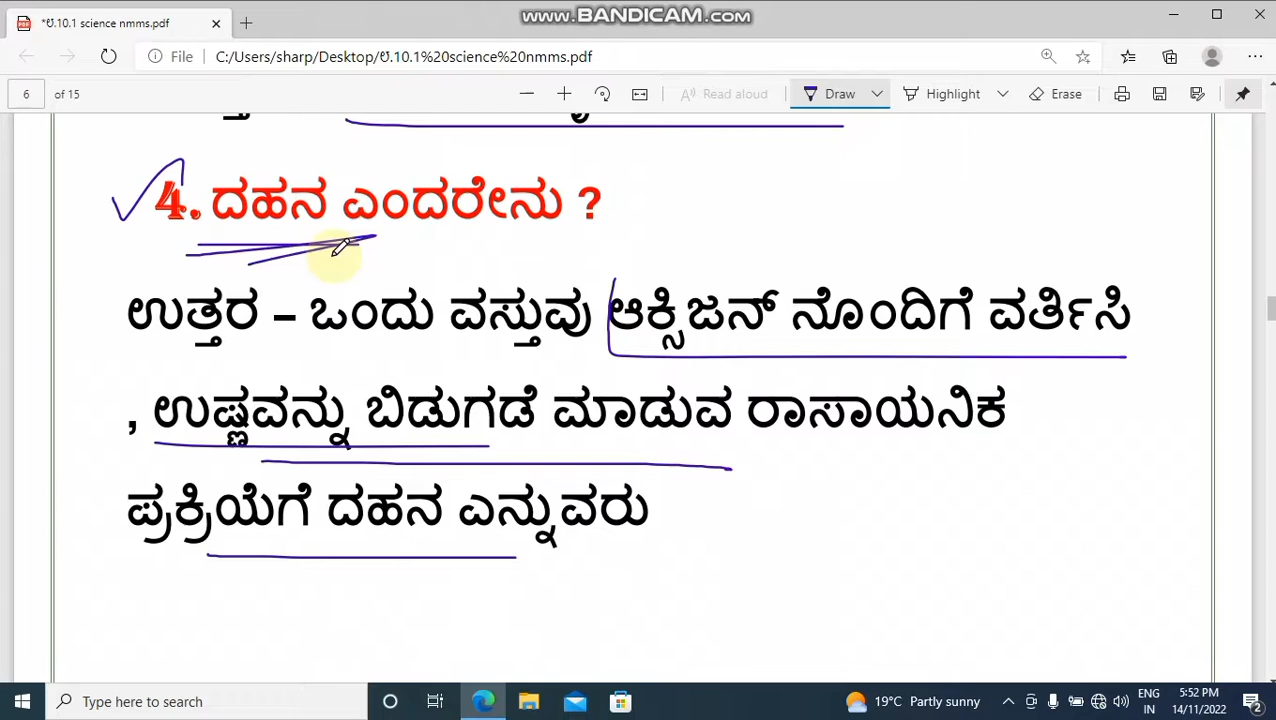 www.BANDICAM.com
*ಅ.10.1 science nmms.pdf
File C:/Users/sharp/Desktop/ಅ.10.1%20science%20nmms.pdf
6 of 15 Read aloud Draw Highlight Erase
4. ದಹನ ಎಂದರೇನು ?
ಉತ್ತರ – ಒಂದು ವಸ್ತುವು ಆಕ್ಸಿಜನ್ ನೊಂದಿಗೆ ವರ್ತಿಸಿ
, ಉಷ್ಣವನ್ನು ಬಿಡುಗಡೆ ಮಾಡುವ ರಾಸಾಯನಿಕ
ಪ್ರಕ್ರಿಯೆಗೆ ದಹನ ಎನ್ನುವರು
Type here to search
19°C Partly sunny
ENG
IN
5:52 PM
14/11/2022
2